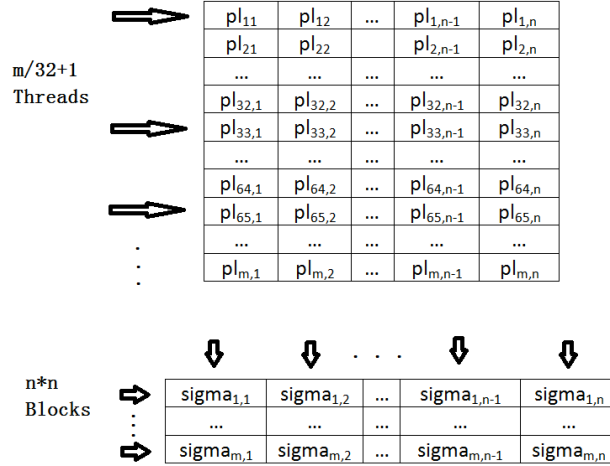 pl11 pl12 ... pl1,n-1 pl1,n
pl21 pl22 pl2,n-1 pl2,n
m/32+1
Threads
... ... ... ... ...
pl32,1 pl32,2 ... pl32,n-1 pl32,n
pl33,1 pl33,2 ... pl33,n-1 pl33,n
... ... ... ... ...
pl64,1 pl64,2 ... pl64,n-1 pl64,n
pl65,1 pl65,2 ... pl65,n-1 pl65,n
... ... ... ... ...
plm,1 plm,2 ... plm,n-1 plm,n
. . .
. . .
n*n
Blocks
sigma1,1 sigma1,2 ... sigma1,n-1 sigma1,n
... ... ... ... ...
sigmam,1 sigmam,2 ... sigmam,n-1 sigmam,n